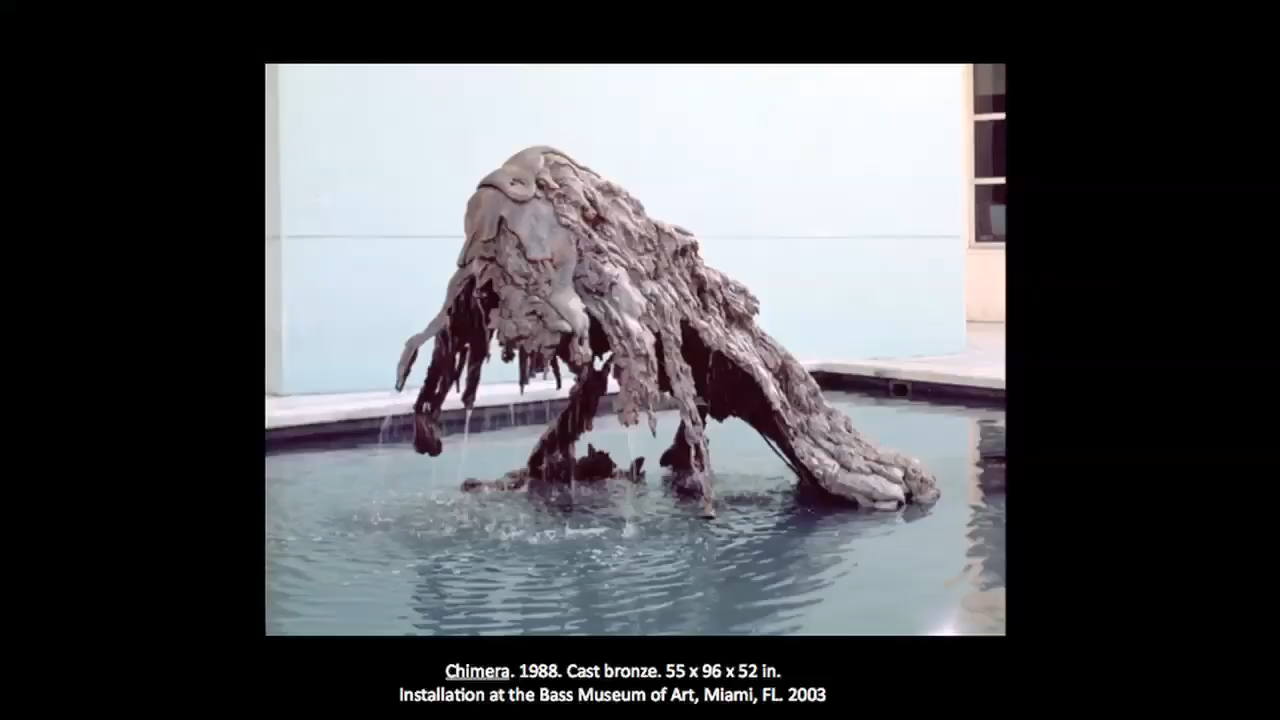 Chimera. 1988. Cast bronze. 55 x 96 x 52 in.
Installation at the Bass Museum of Art, Miami, FL. 2003